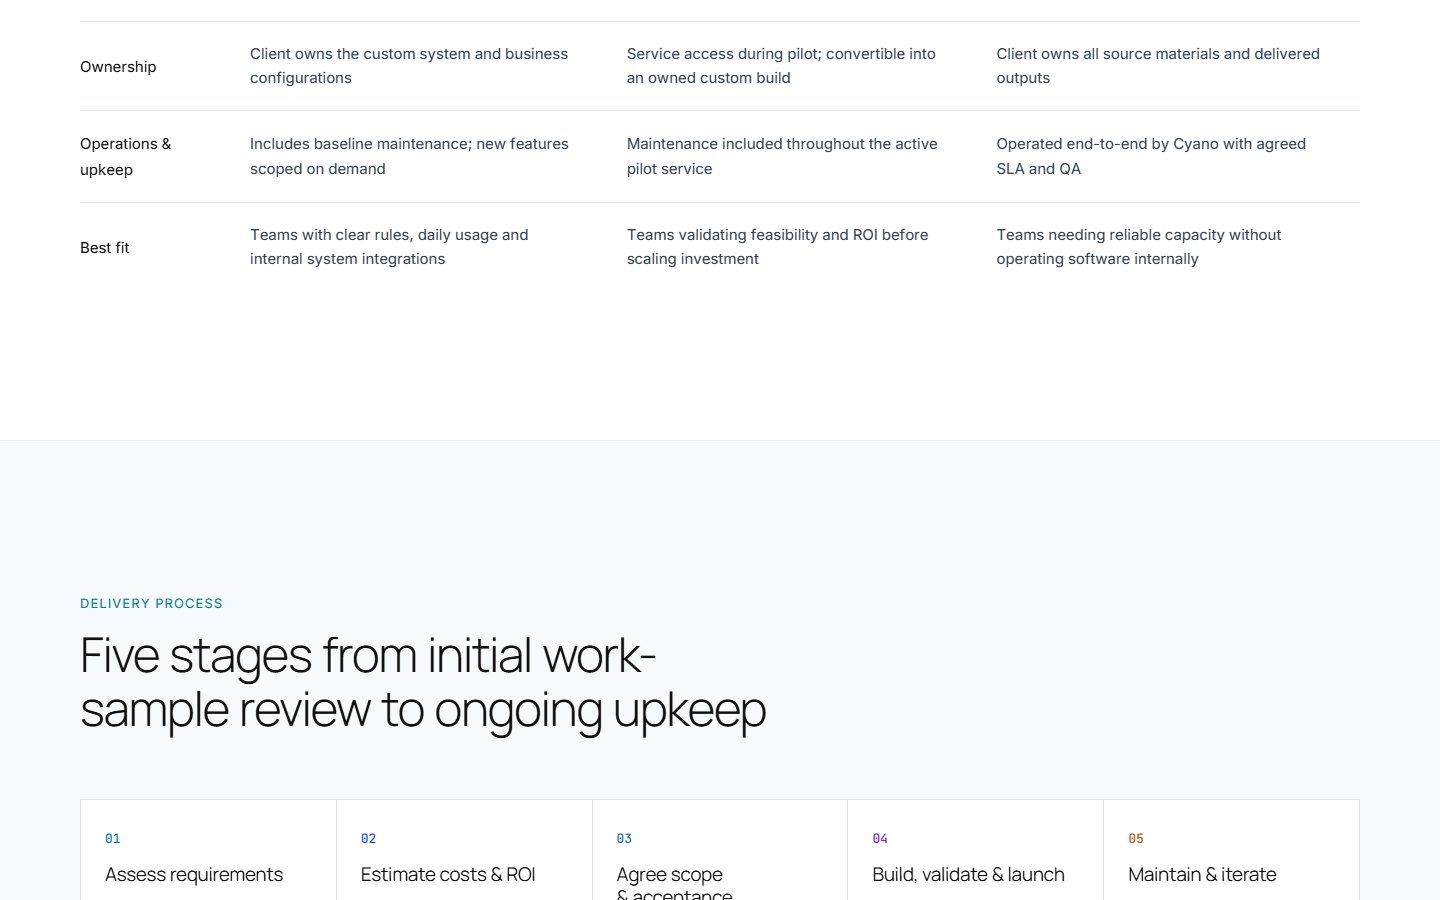 Ownership
Client owns the custom system and business
configurations
Service access during pilot; convertible into
an owned custom build
Client owns all source materials and delivered
outputs
Operations &
upkeep
Includes baseline maintenance; new features
scoped on demand
Maintenance included throughout the active
pilot service
Operated end-to-end by Cyano with agreed
SLA and QA
Best fit
Teams with clear rules, daily usage and
internal system integrations
Teams validating feasibility and ROI before
scaling investment
Teams needing reliable capacity without
operating software internally
DELIVERY PROCESS
Five stages from initial work-
sample review to ongoing upkeep
01
Assess requirements
02
Estimate costs & ROI
03
Agree scope
& acceptance
04
Build, validate & launch
05
Maintain & iterate